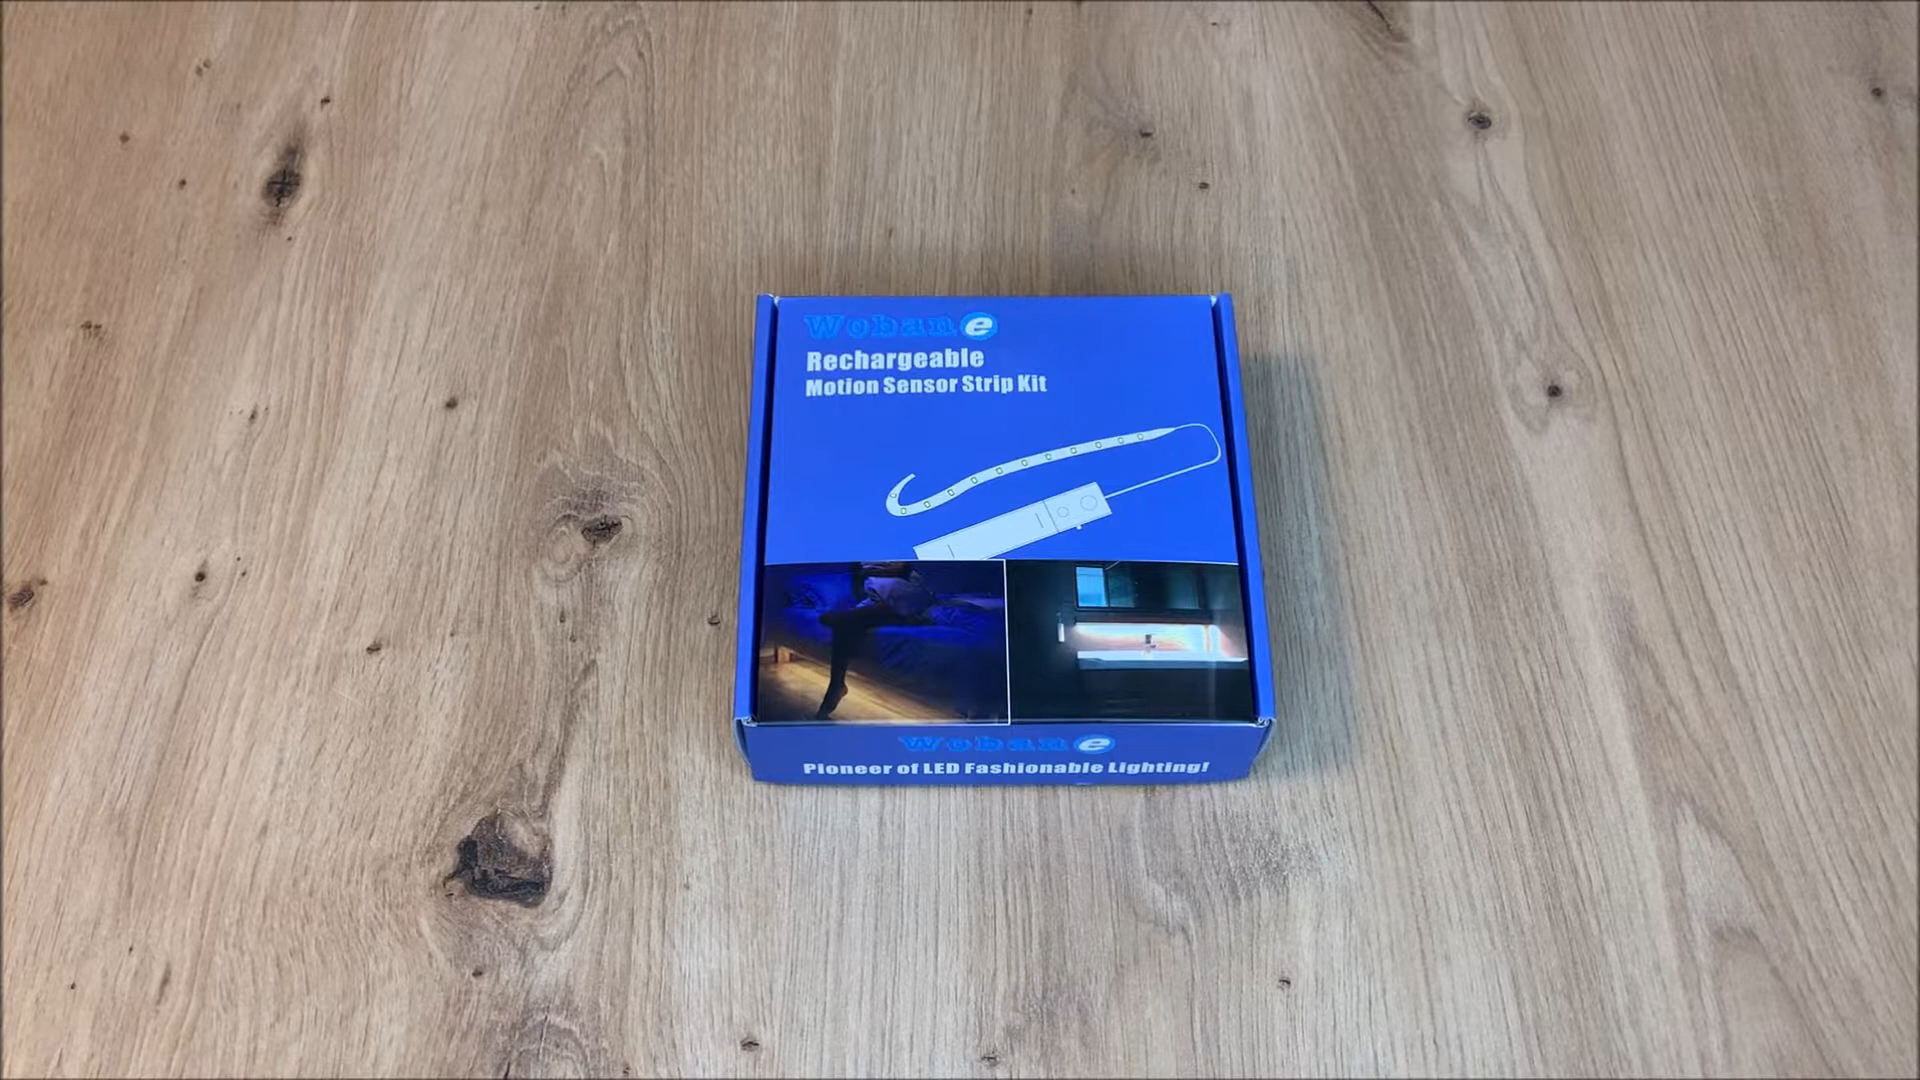 Wobane
Rechargeable
Motion Sensor Strip Kit
Wobane
Pioneer of LED Fashionable Lighting!